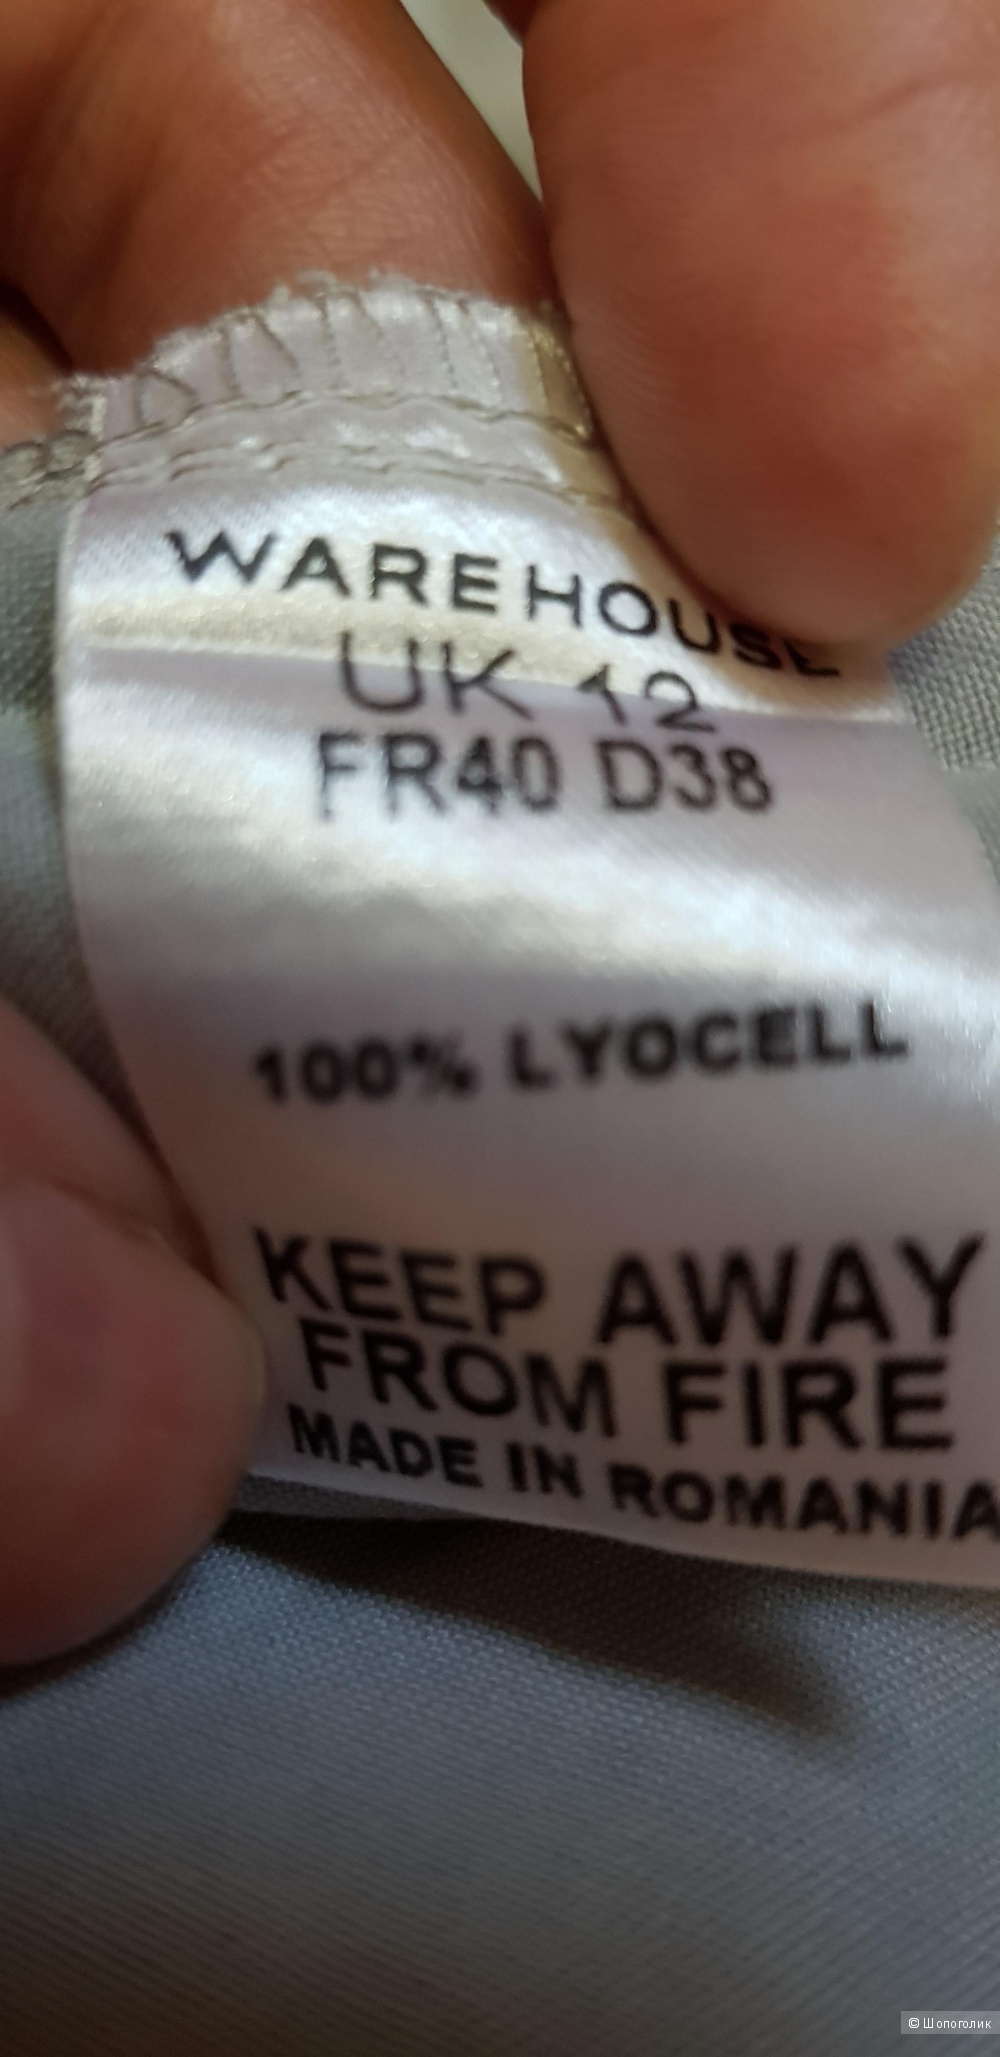 WAREHOUSE
UK 12
FR40 D38
100% LYOCELL
KEEP AWAY
FROM FIRE
MADE IN ROMANIA
© Шопоголик